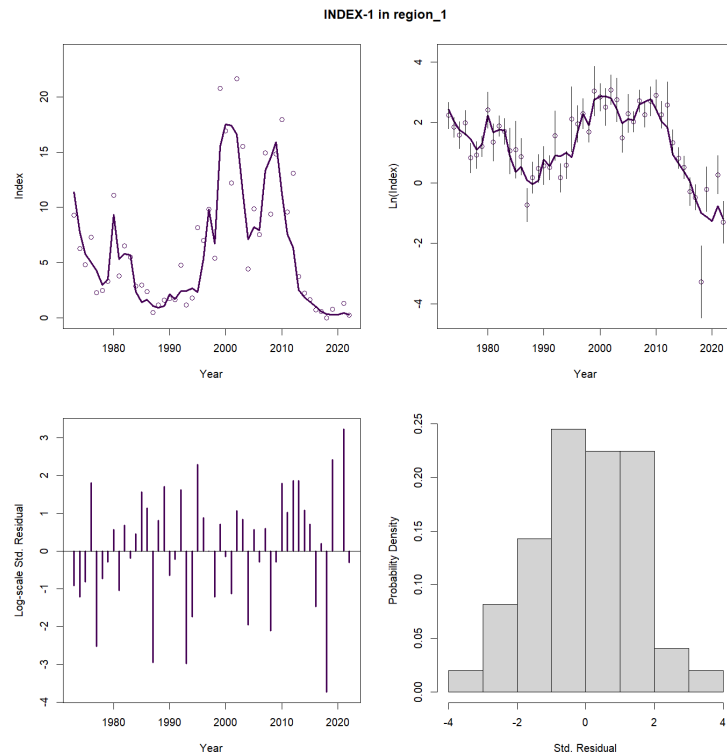 INDEX-1 in region_1
Index
20
15
10
5
0
1980 1990 2000 2010 2020
Year
Ln(Index)
4
2
0
-2
-4
1980 1990 2000 2010 2020
Year
Log-scale Std. Residual
3
2
1
0
-1
-2
-3
-4
1980 1990 2000 2010 2020
Year
Probability Density
0.25
0.20
0.15
0.10
0.05
0.00
-4 -2 0 2 4
Std. Residual